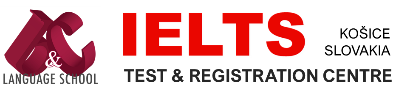 &
LANGUAGE SCHOOL
IELTS
KOŠICE
SLOVAKIA
TEST & REGISTRATION CENTRE